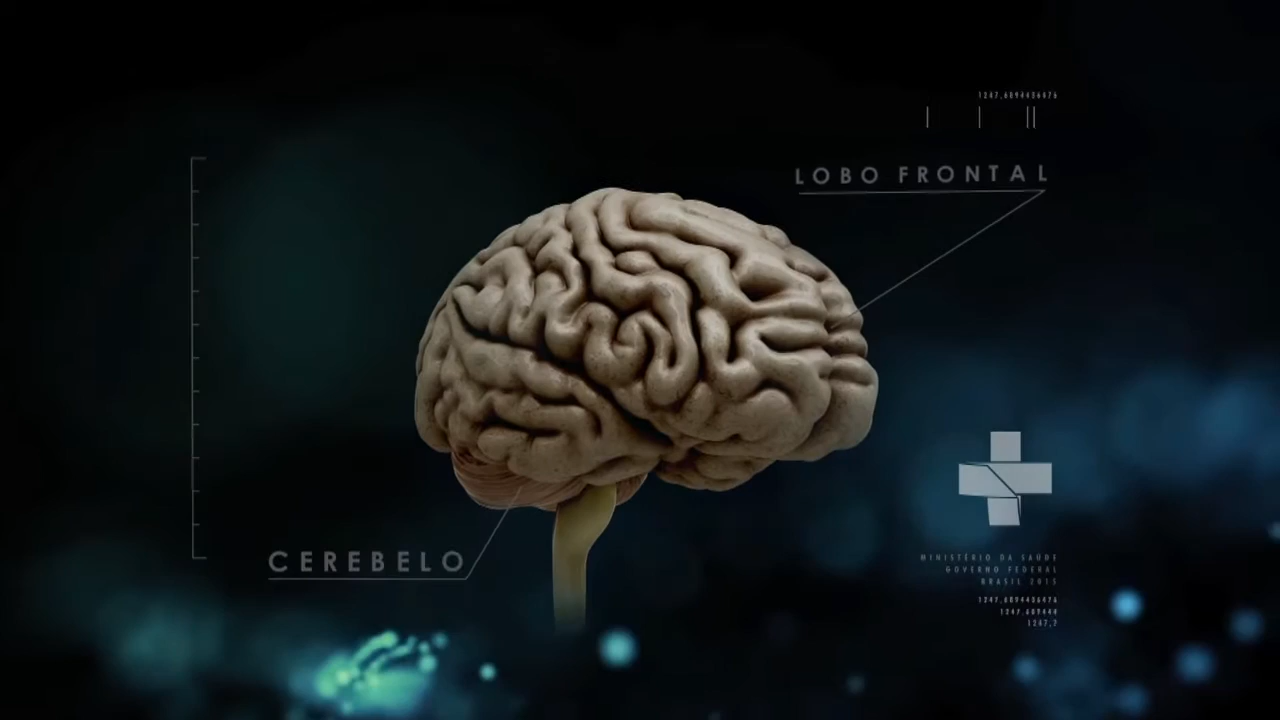 LOBO FRONTAL
CEREBELO
MINISTÉRIO DA SAÚDE
GOVERNO FEDERAL
BRASIL 2015